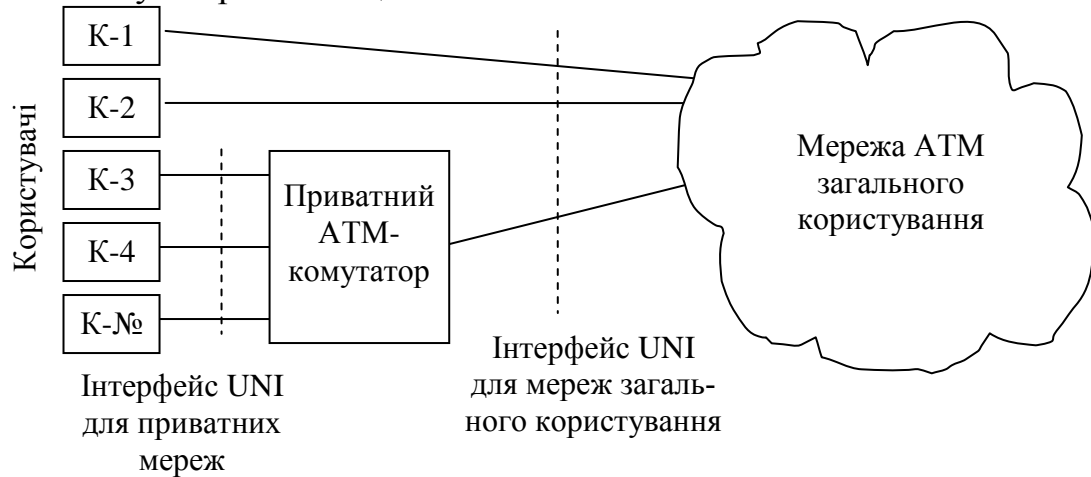 К-1
К-2
К-3
К-4
К-№
Користувачі
Приватний
АТМ-
комутатор
Мережа АТМ
загального
користування
Інтерфейс UNI
для приватних
мереж
Інтерфейс UNI
для мереж загаль-
ного користування